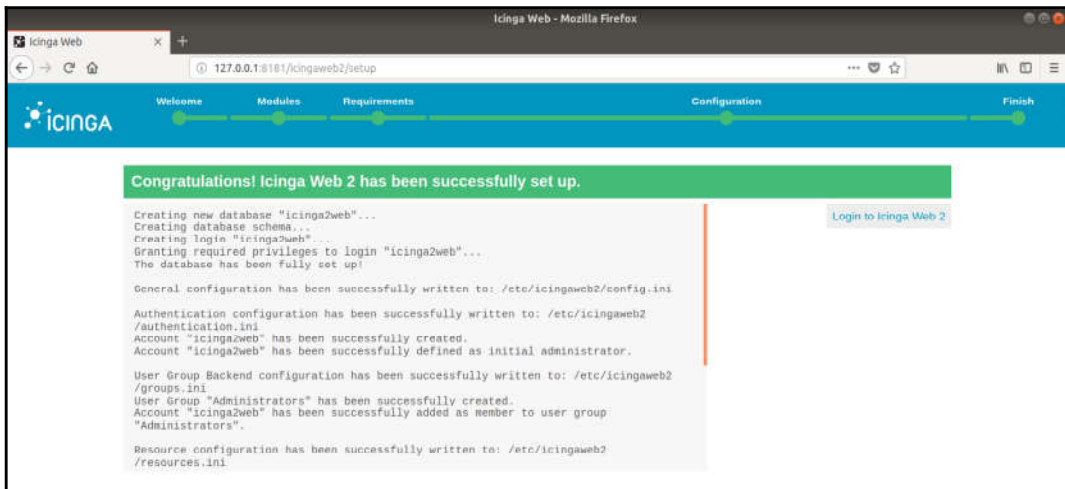 Icinga Web - Mozilla Firefox
Icinga Web
127.0.0.1:8181/icingaweb2/setup
icinga
Welcome Modules Requirements Configuration Finish
Congratulations! Icinga Web 2 has been successfully set up.
Creating new database "icinga2web"...
Creating database schema...
Creating login "icinga2web"...
Granting required privileges to login "icinga2web"...
The database has been fully set up!
General configuration has been successfully written to: /etc/icingaweb2/config.ini
Authentication configuration has been successfully written to: /etc/icingaweb2
/authentication.ini
Account "icinga2web" has been successfully created.
Account "icinga2web" has been successfully defined as initial administrator.
User Group Backend configuration has been successfully written to: /etc/icingaweb2
/groups.ini
User Group "Administrators" has been successfully created.
Account "icinga2web" has been successfully added as member to user group
"Administrators".
Resource configuration has been successfully written to: /etc/icingaweb2
/resources.ini
Login to Icinga Web 2